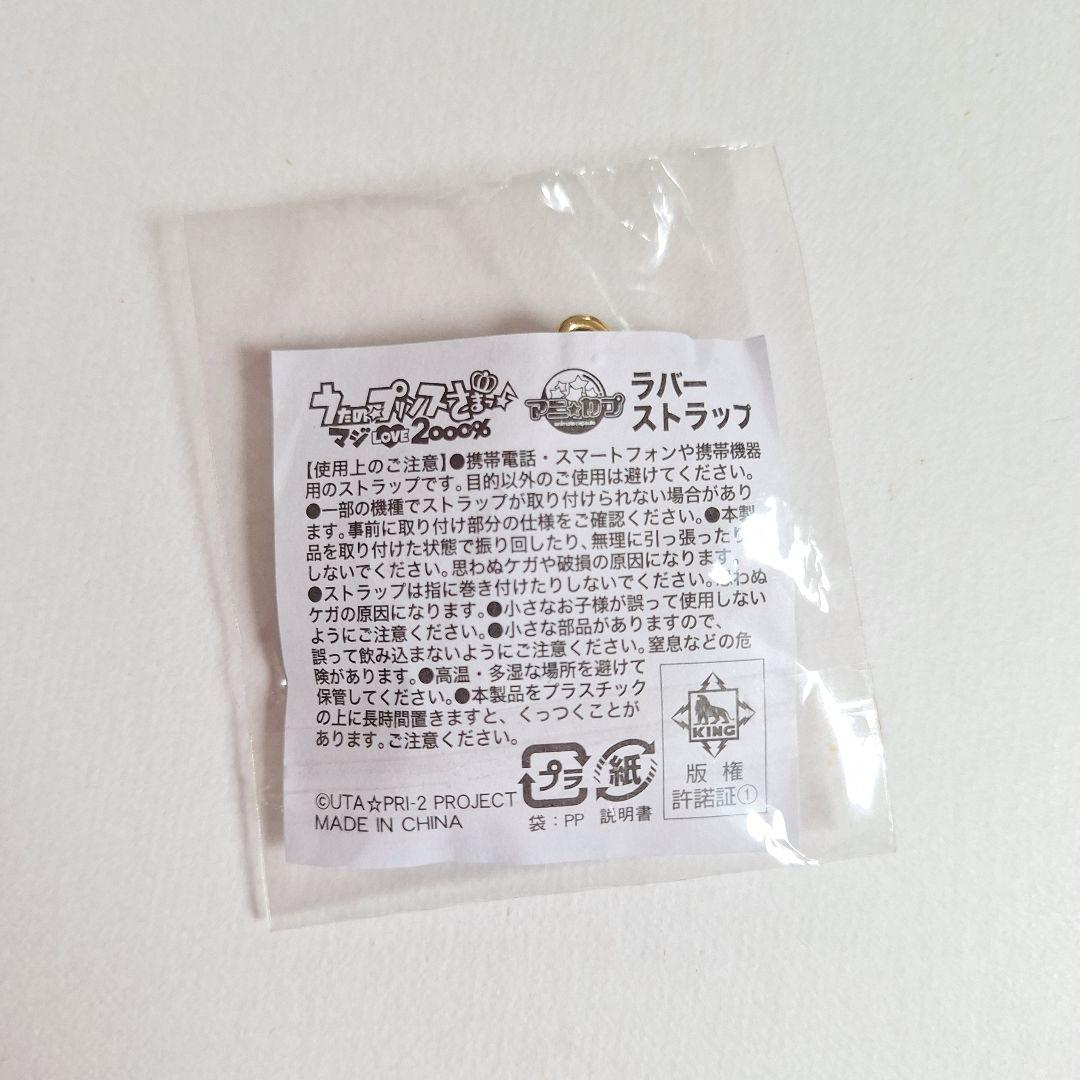 うたの☆プリンスさまっ♪
マジLOVE2000%
アミ★カプ
animate capsule
ラバー
ストラップ
【使用上のご注意】●携帯電話・スマートフォンや携帯機器
用のストラップです。目的以外のご使用は避けてください。
●一部の機種でストラップが取り付けられない場合があり
ます。事前に取り付け部分の仕様をご確認ください。●本製
品を取り付けた状態で振り回したり、無理に引っ張ったり
しないでください。思わぬケガや破損の原因になります。
●ストラップは指に巻き付けたりしないでください。思わぬ
ケガの原因になります。●小さなお子様が誤って使用しない
ようにご注意ください。●小さな部品がありますので、
誤って飲み込まないようにご注意ください。窒息などの危
険があります。●高温・多湿な場所を避けて
保管してください。●本製品をプラスチック
の上に長時間置きますと、くっつくことが
あります。ご注意ください。
プラ
袋：PP
紙
説明書
KING
版権
許諾証①
©UTA☆PRI-2 PROJECT
MADE IN CHINA